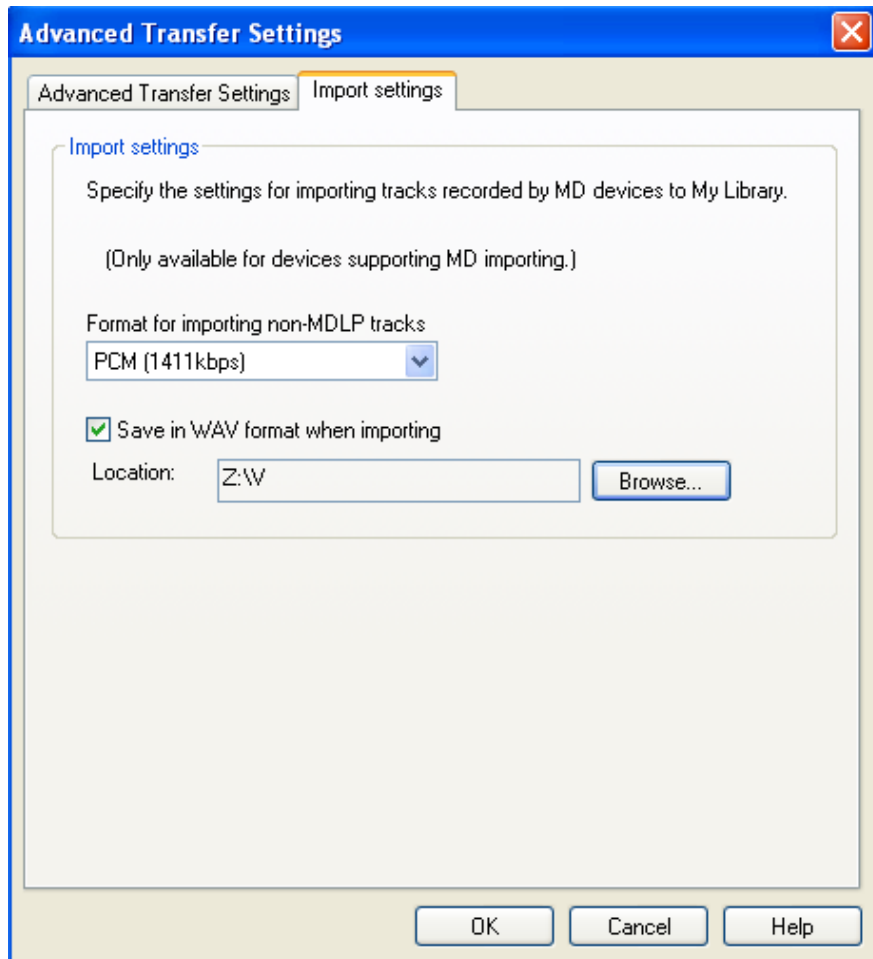 Advanced Transfer Settings
Advanced Transfer Settings
Import settings
Import settings
Specify the settings for importing tracks recorded by MD devices to My Library.
(Only available for devices supporting MD importing.)
Format for importing non-MDLP tracks
PCM (1411kbps)
Save in WAV format when importing
Location:
Z:\V
Browse...
OK
Cancel
Help